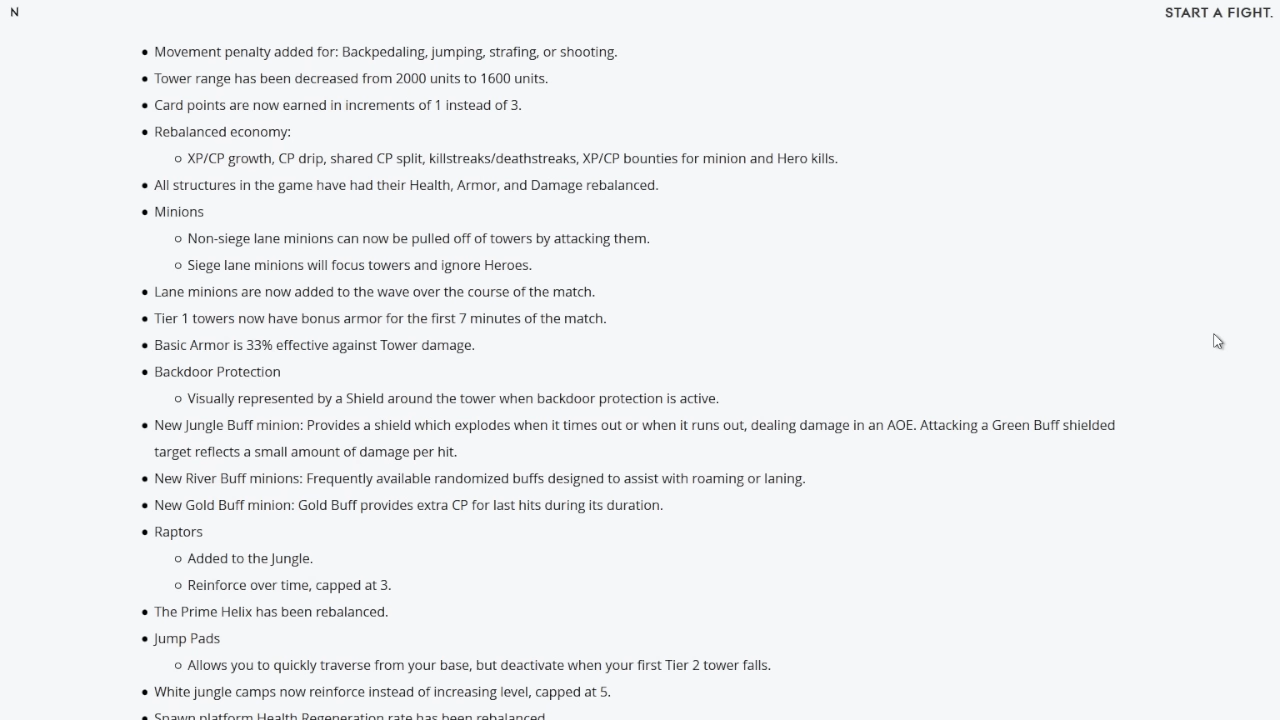 N
START A FIGHT.
• Movement penalty added for: Backpedaling, jumping, strafing, or shooting.
• Tower range has been decreased from 2000 units to 1600 units.
• Card points are now earned in increments of 1 instead of 3.
• Rebalanced economy:
○ XP/CP growth, CP drip, shared CP split, killstreaks/deathstreaks, XP/CP bounties for minion and Hero kills.
• All structures in the game have had their Health, Armor, and Damage rebalanced.
• Minions
○ Non-siege lane minions can now be pulled off of towers by attacking them.
○ Siege lane minions will focus towers and ignore Heroes.
• Lane minions are now added to the wave over the course of the match.
• Tier 1 towers now have bonus armor for the first 7 minutes of the match.
• Basic Armor is 33% effective against Tower damage.
• Backdoor Protection
○ Visually represented by a Shield around the tower when backdoor protection is active.
• New Jungle Buff minion: Provides a shield which explodes when it times out or when it runs out, dealing damage in an AOE. Attacking a Green Buff shielded
target reflects a small amount of damage per hit.
• New River Buff minions: Frequently available randomized buffs designed to assist with roaming or laning.
• New Gold Buff minion: Gold Buff provides extra CP for last hits during its duration.
• Raptors
○ Added to the Jungle.
○ Reinforce over time, capped at 3.
• The Prime Helix has been rebalanced.
• Jump Pads
○ Allows you to quickly traverse from your base, but deactivate when your first Tier 2 tower falls.
• White jungle camps now reinforce instead of increasing level, capped at 5.
• Spawn platform Health Regeneration rate has been rebalanced.